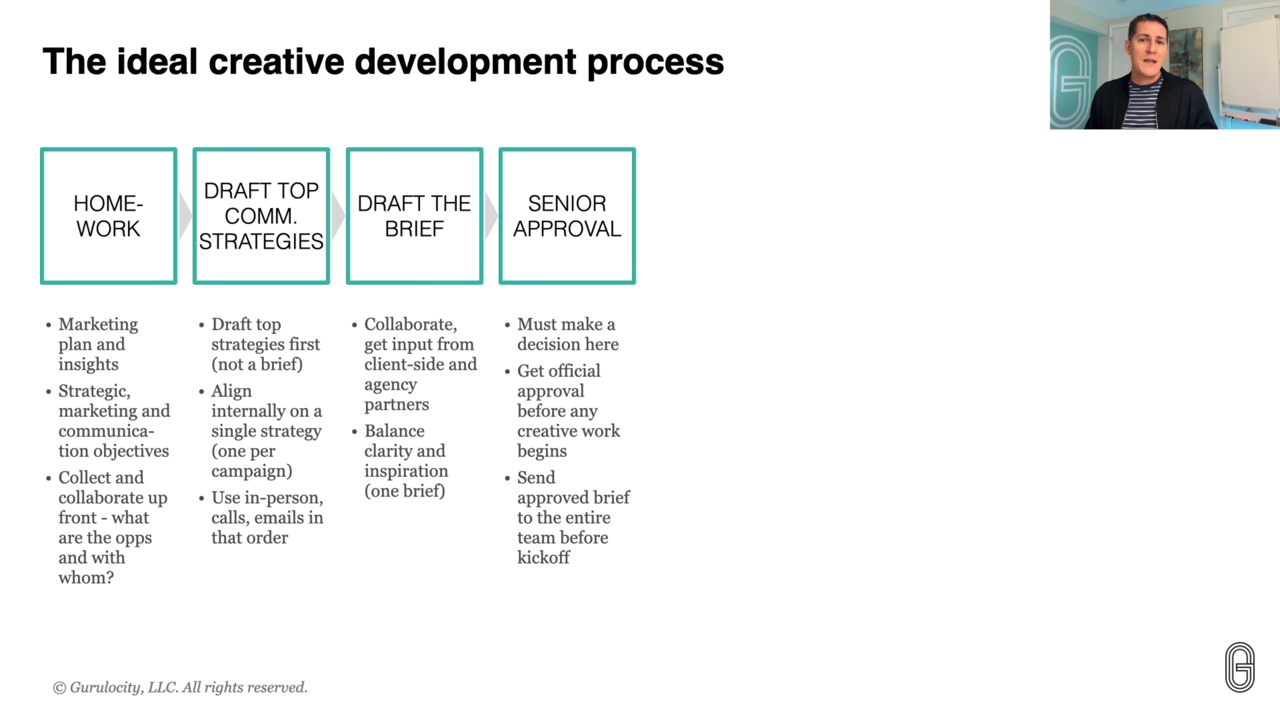 The ideal creative development process
HOME-
WORK
DRAFT TOP
COMM.
STRATEGIES
DRAFT THE
BRIEF
SENIOR
APPROVAL
• Marketing
plan and
insights
• Strategic,
marketing and
communica-
tion objectives
• Collect and
collaborate up
front - what
are the opps
and with
whom?
• Draft top
strategies first
(not a brief)
• Align
internally on a
single strategy
(one per
campaign)
• Use in-person,
calls, emails in
that order
• Collaborate,
get input from
client-side and
agency
partners
• Balance
clarity and
inspiration
(one brief)
• Must make a
decision here
• Get official
approval
before any
creative work
begins
• Send
approved brief
to the entire
team before
kickoff
© Gurulocity, LLC. All rights reserved.